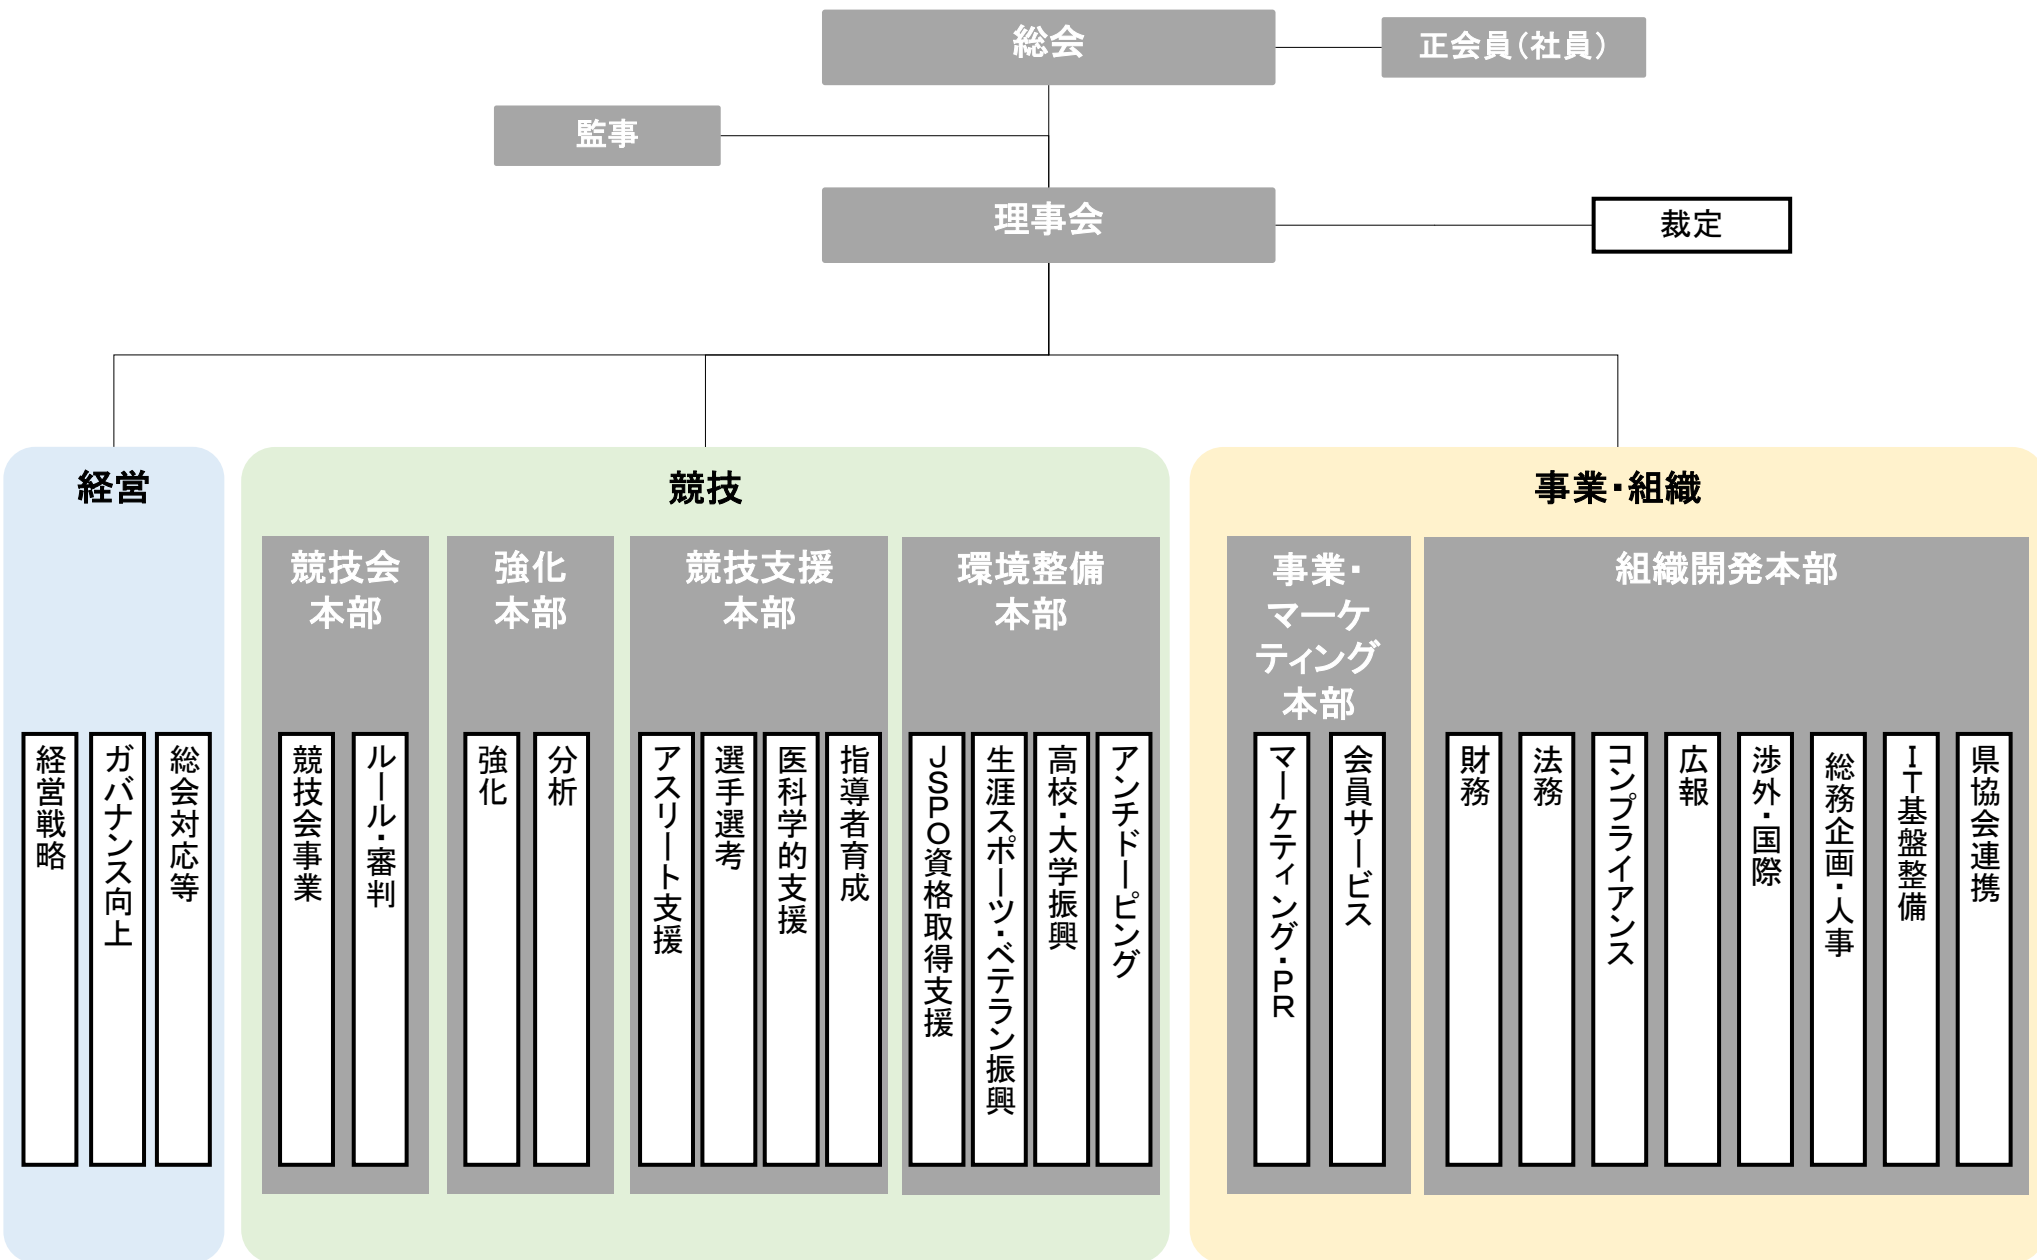 総会
正会員（社員）
監事
理事会
裁定
経営
競技
事業・組織
競技会
本部
強化
本部
競技支援
本部
環境整備
本部
事業・
マーケ
ティング
本部
組織開発本部
経営戦略
ガバナンス向上
総会対応等
競技会事業
ルール・審判
強化
分析
アスリート支援
選手選考
医科学的支援
指導者育成
JSPO資格取得支援
生涯スポーツ・ベテラン振興
高校・大学振興
アンチドーピング
マーケティング・PR
会員サービス
財務
法務
コンプライアンス
広報
渉外・国際
総務企画・人事
IT基盤整備
県協会連携